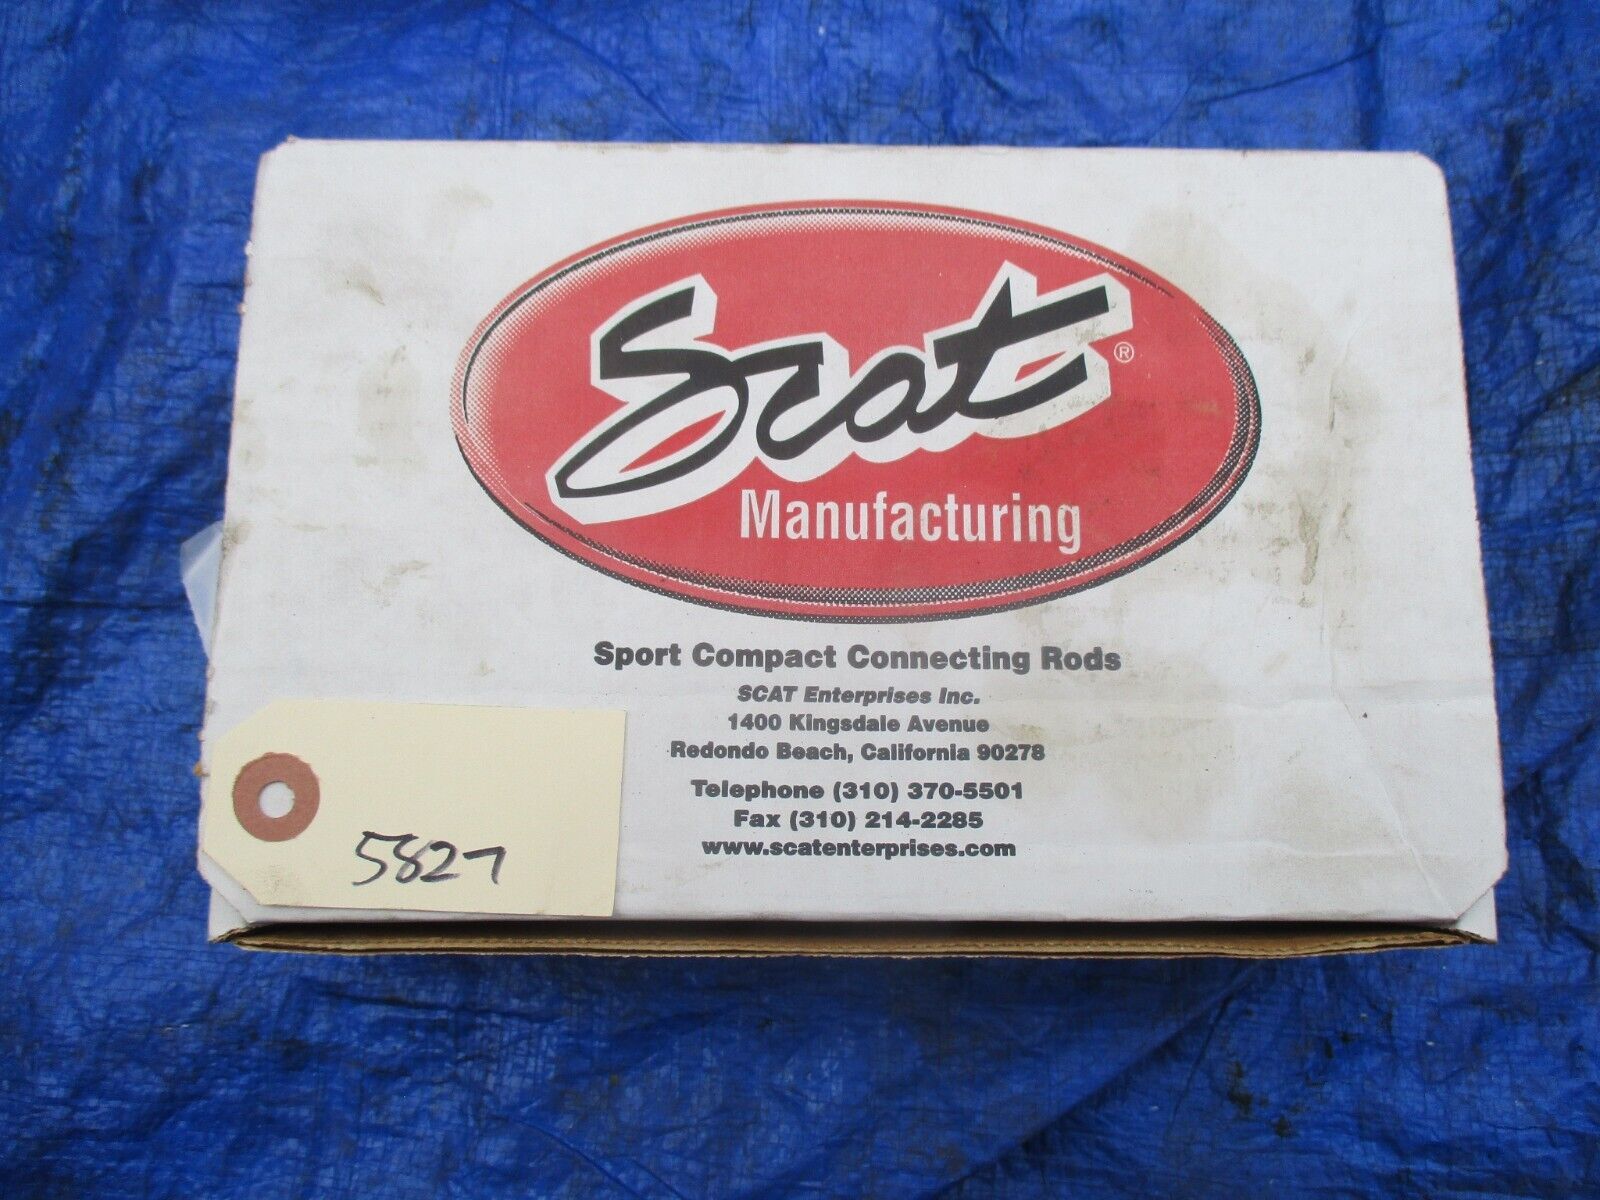 Scat®
Manufacturing
Sport Compact Connecting Rods
SCAT Enterprises Inc.
1400 Kingsdale Avenue
Redondo Beach, California 90278
Telephone (310) 370-5501
Fax (310) 214-2285
www.scatenterprises.com
5827